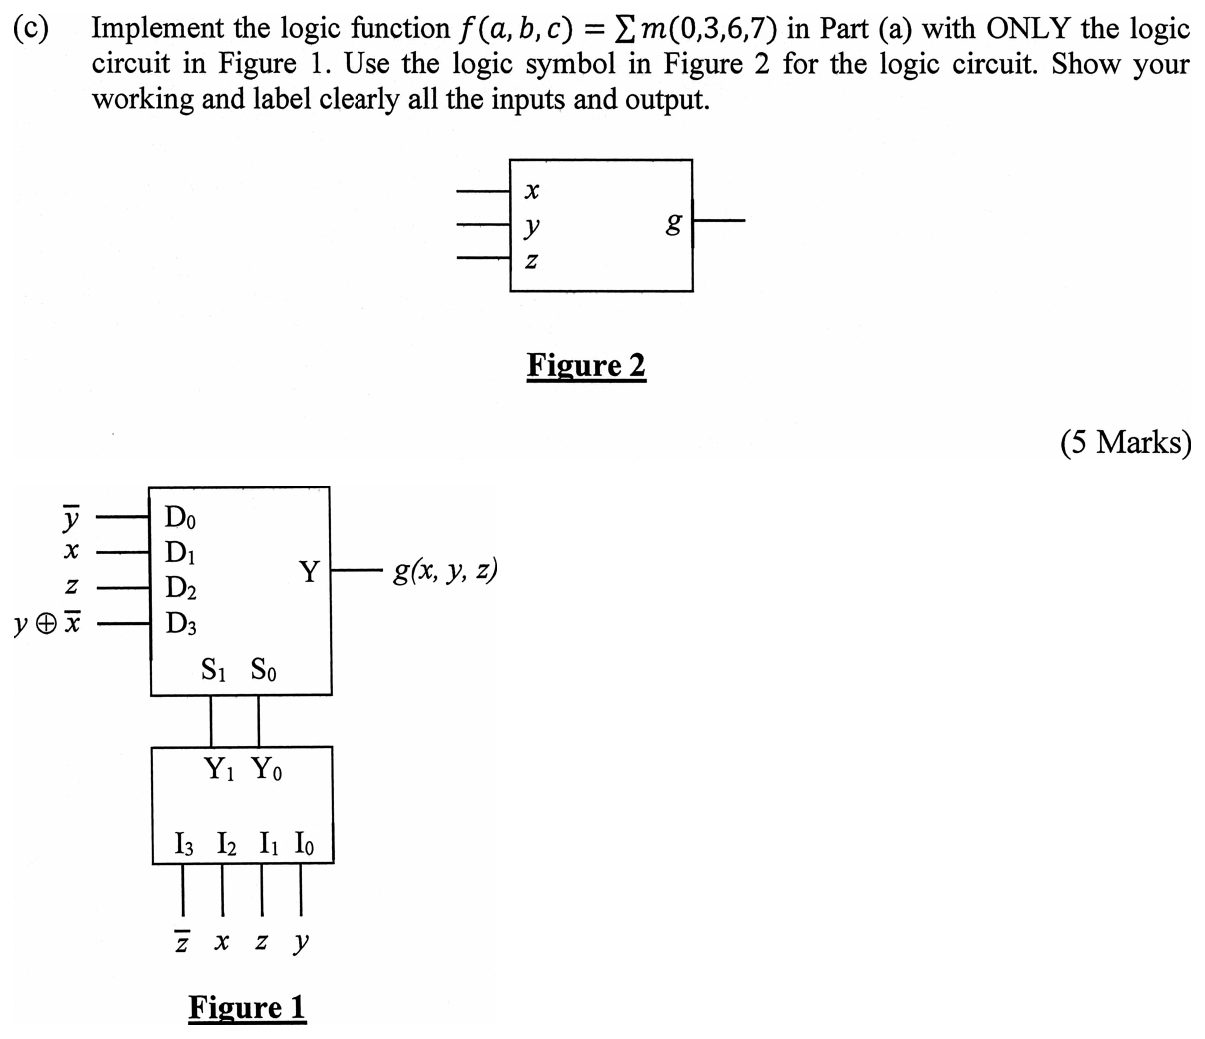 (c) Implement the logic function f(a, b, c) = ∑ m(0,3,6,7) in Part (a) with ONLY the logic
circuit in Figure 1. Use the logic symbol in Figure 2 for the logic circuit. Show your
working and label clearly all the inputs and output.
x
y g
z
Figure 2
(5 Marks)
y̅ D₀
x D₁
Y g(x, y, z)
z D₂
y ⊕ x̅ D₃
S₁ S₀
Y₁ Y₀
I₃ I₂ I₁ I₀
z̅ x z y
Figure 1